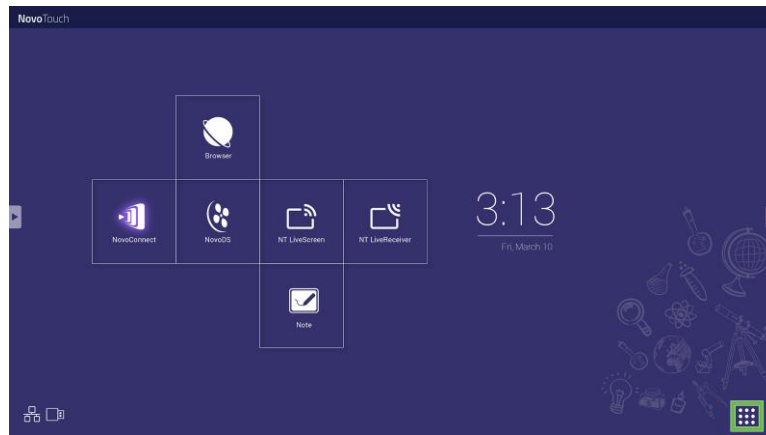 NovoTouch
Browser
NovoConnect
NovoDS
NT LiveScreen
NT LiveReceiver
3:13
Fri, March 10
Note